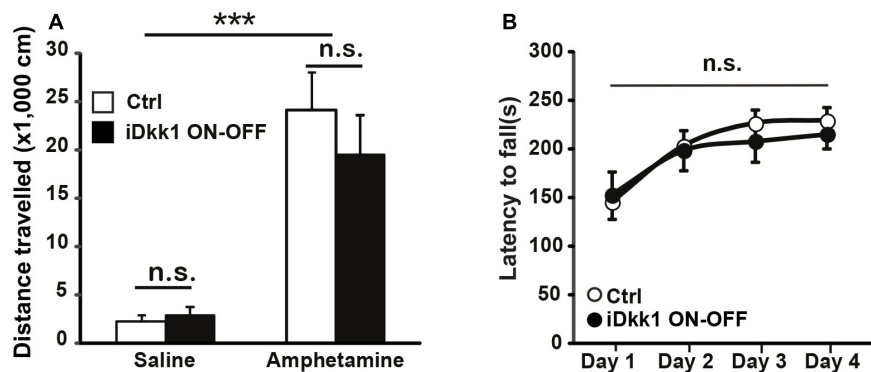 A
***
n.s.
30
25
20
15
10
5
0
Distance travelled (x1,000 cm)
Ctrl
iDkk1 ON-OFF
n.s.
Saline
Amphetamine
B
300
250
200
150
100
50
0
Latency to fall(s)
n.s.
Ctrl
iDkk1 ON-OFF
Day 1 Day 2 Day 3 Day 4